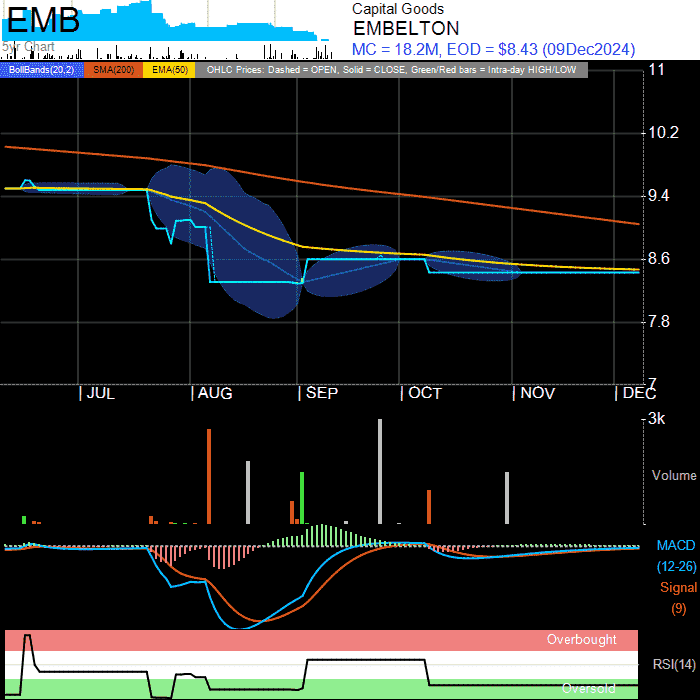 EMB
Capital Goods
EMBELTON
5yr Chart
MC = 18.2M, EOD = $8.43 (09Dec2024)
BollBands(20,2) SMA(200) EMA(50) OHLC Prices: Dashed = OPEN, Solid = CLOSE, Green/Red bars = Intra-day HIGH/LOW
11
10.2
9.4
8.6
7.8
7
JUL AUG SEP OCT NOV DEC
3k
Volume
MACD
(12-26)
Signal
(9)
Overbought
RSI(14)
Oversold